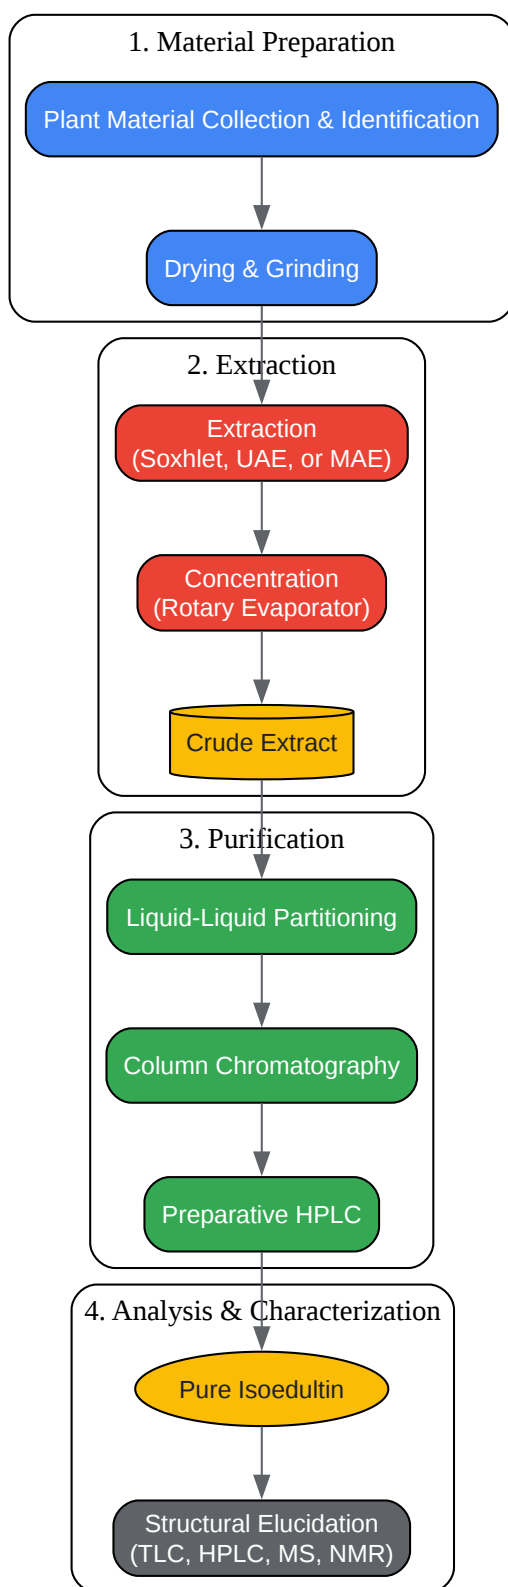 1. Material Preparation
Plant Material Collection & Identification
Drying & Grinding
2. Extraction
Extraction
(Soxhlet, UAE, or MAE)
Concentration
(Rotary Evaporator)
Crude Extract
3. Purification
Liquid-Liquid Partitioning
Column Chromatography
Preparative HPLC
4. Analysis & Characterization
Pure Isoedultin
Structural Elucidation
(TLC, HPLC, MS, NMR)